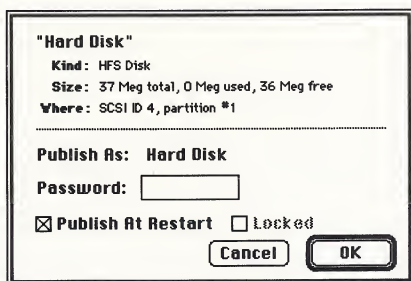 "Hard Disk"
Kind: HFS Disk
Size: 37 Meg total, 0 Meg used, 36 Meg free
Where: SCSI ID 4, partition #1
Publish As: Hard Disk
Password:
Publish At Restart Locked
Cancel OK